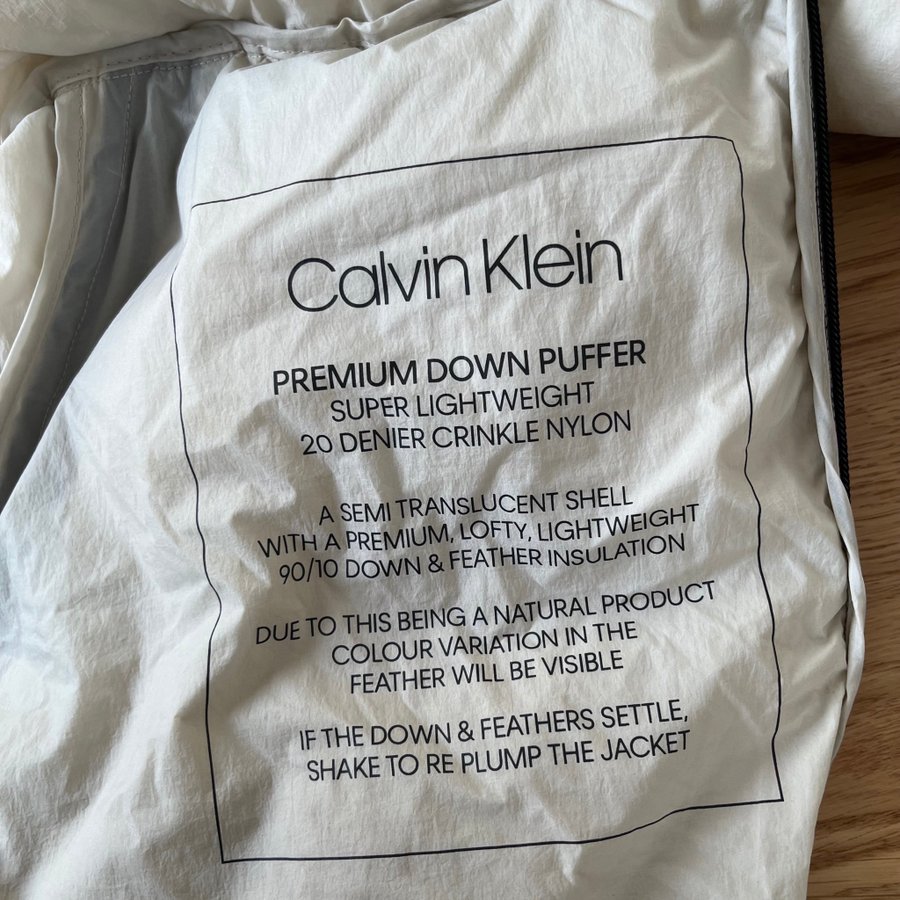 Calvin Klein
PREMIUM DOWN PUFFER
SUPER LIGHTWEIGHT
20 DENIER CRINKLE NYLON
A SEMI TRANSLUCENT SHELL
WITH A PREMIUM, LOFTY, LIGHTWEIGHT
90/10 DOWN & FEATHER INSULATION
DUE TO THIS BEING A NATURAL PRODUCT
COLOUR VARIATION IN THE
FEATHER WILL BE VISIBLE
IF THE DOWN & FEATHERS SETTLE,
SHAKE TO RE PLUMP THE JACKET